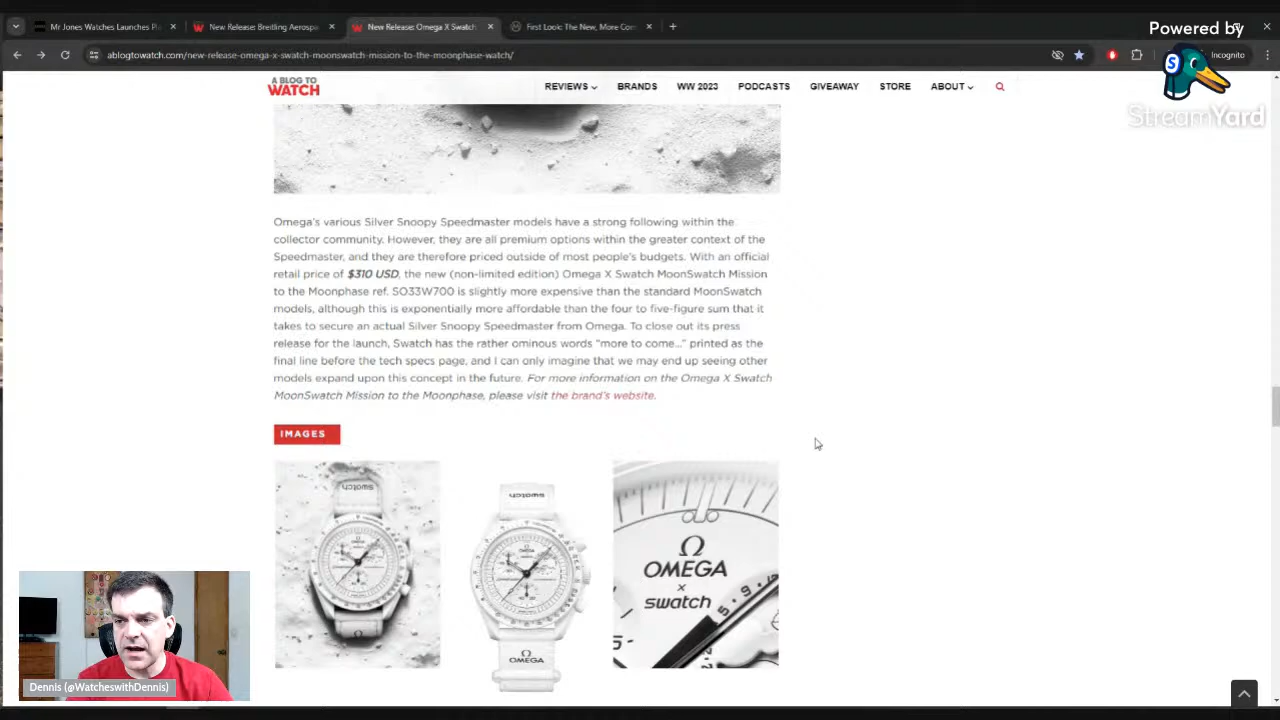 Mr Jones Watches Launches Pi
New Release: Breitling Aerospa
New Release: Omega X Swatch
First Look: The New, More Com
Powered by
ablogtowatch.com/new-release-omega-x-swatch-moonswatch-mission-to-the-moonphase-watch/
Incognito
S
StreamYard
A BLOG TO
WATCH
REVIEWS
BRANDS
WW 2023
PODCASTS
GIVEAWAY
STORE
ABOUT
Omega's various Silver Snoopy Speedmaster models have a strong following within the
collector community. However, they are all premium options within the greater context of the
Speedmaster, and they are therefore priced outside of most people's budgets. With an official
retail price of $310 USD, the new (non-limited edition) Omega X Swatch MoonSwatch Mission
to the Moonphase ref. SO33W700 is slightly more expensive than the standard MoonSwatch
models, although this is exponentially more affordable than the four to five-figure sum that it
takes to secure an actual Silver Snoopy Speedmaster from Omega. To close out its press
release for the launch, Swatch has the rather ominous words “more to come…” printed as the
final line before the tech specs page, and I can only imagine that we may end up seeing other
models expand upon this concept in the future. For more information on the Omega X Swatch
MoonSwatch Mission to the Moonphase, please visit the brand's website.
IMAGES
swatch
swatch
OMEGA
Ω
OMEGA
x
swatch
Ω
OMEGA
Dennis (@WatcheswithDennis)